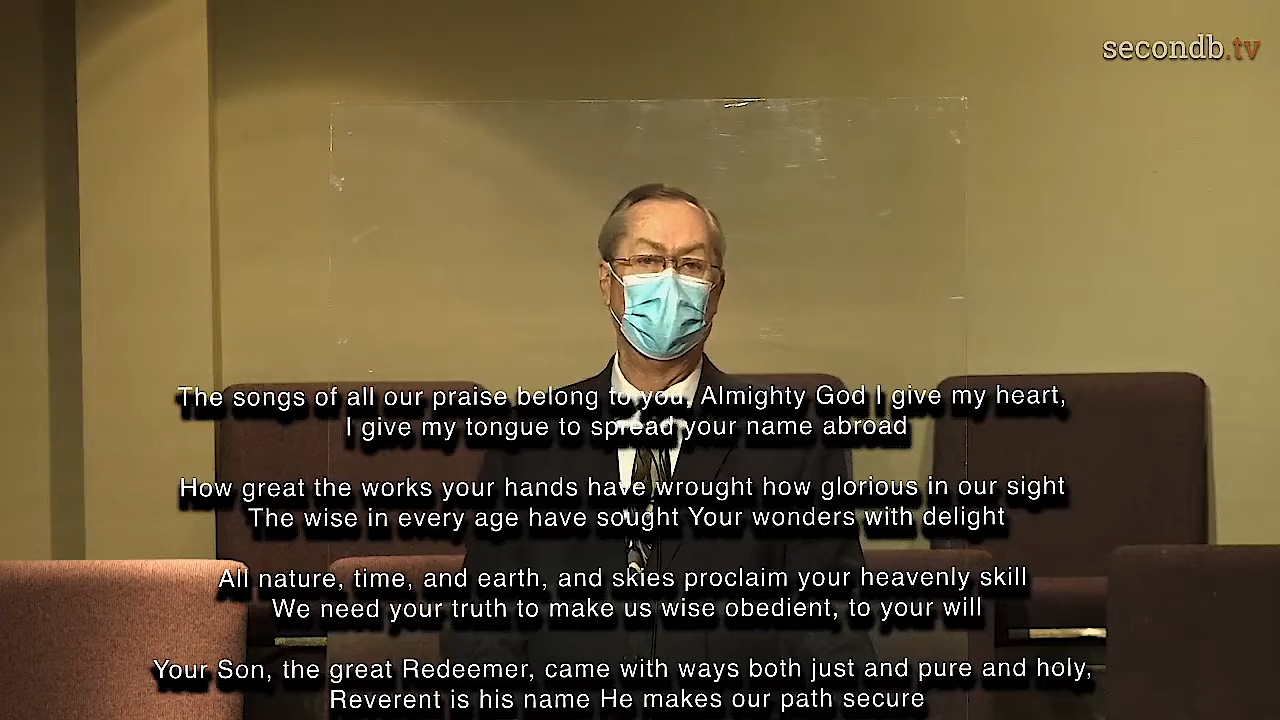 secondb.tv
The songs of all our praise belong to you, Almighty God I give my heart,
I give my tongue to spread your name abroad
How great the works your hands have wrought how glorious in our sight
The wise in every age have sought Your wonders with delight
All nature, time, and earth, and skies proclaim your heavenly skill
We need your truth to make us wise obedient, to your will
Your Son, the great Redeemer, came with ways both just and pure and holy,
Reverent is his name He makes our path secure